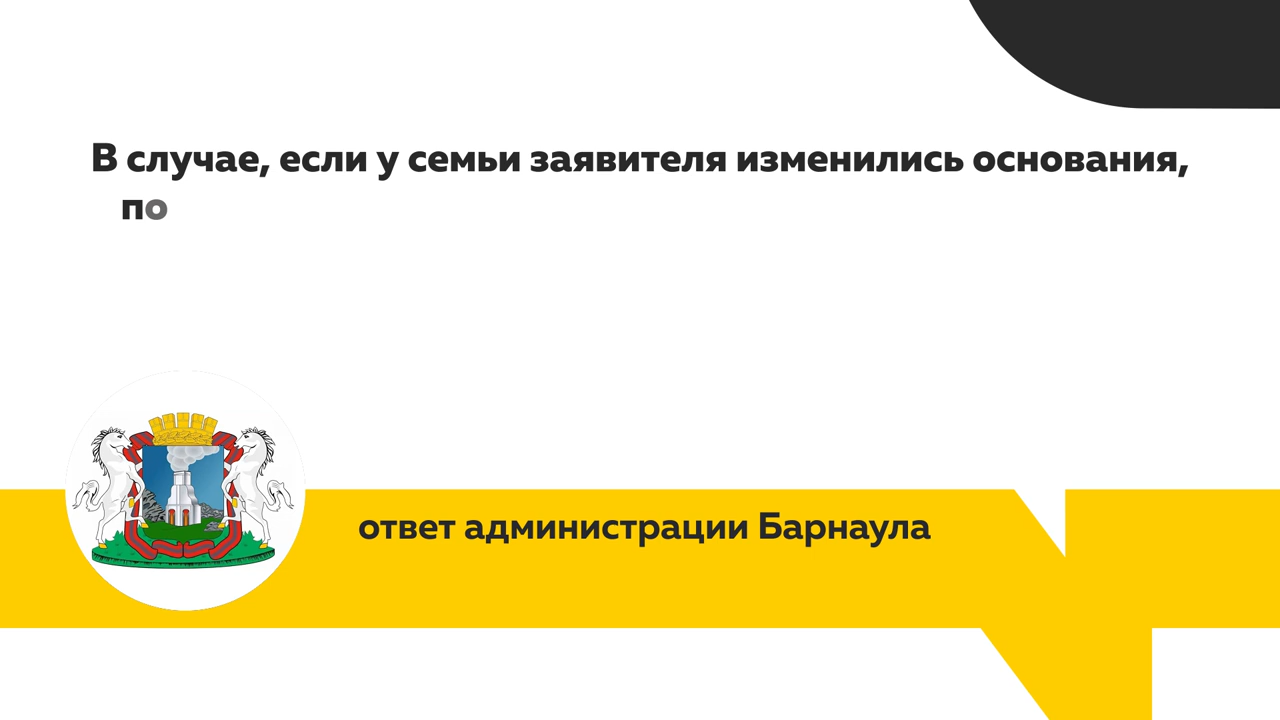 В случае, если у семьи заявителя изменились основания,
по
ответ администрации Барнаула